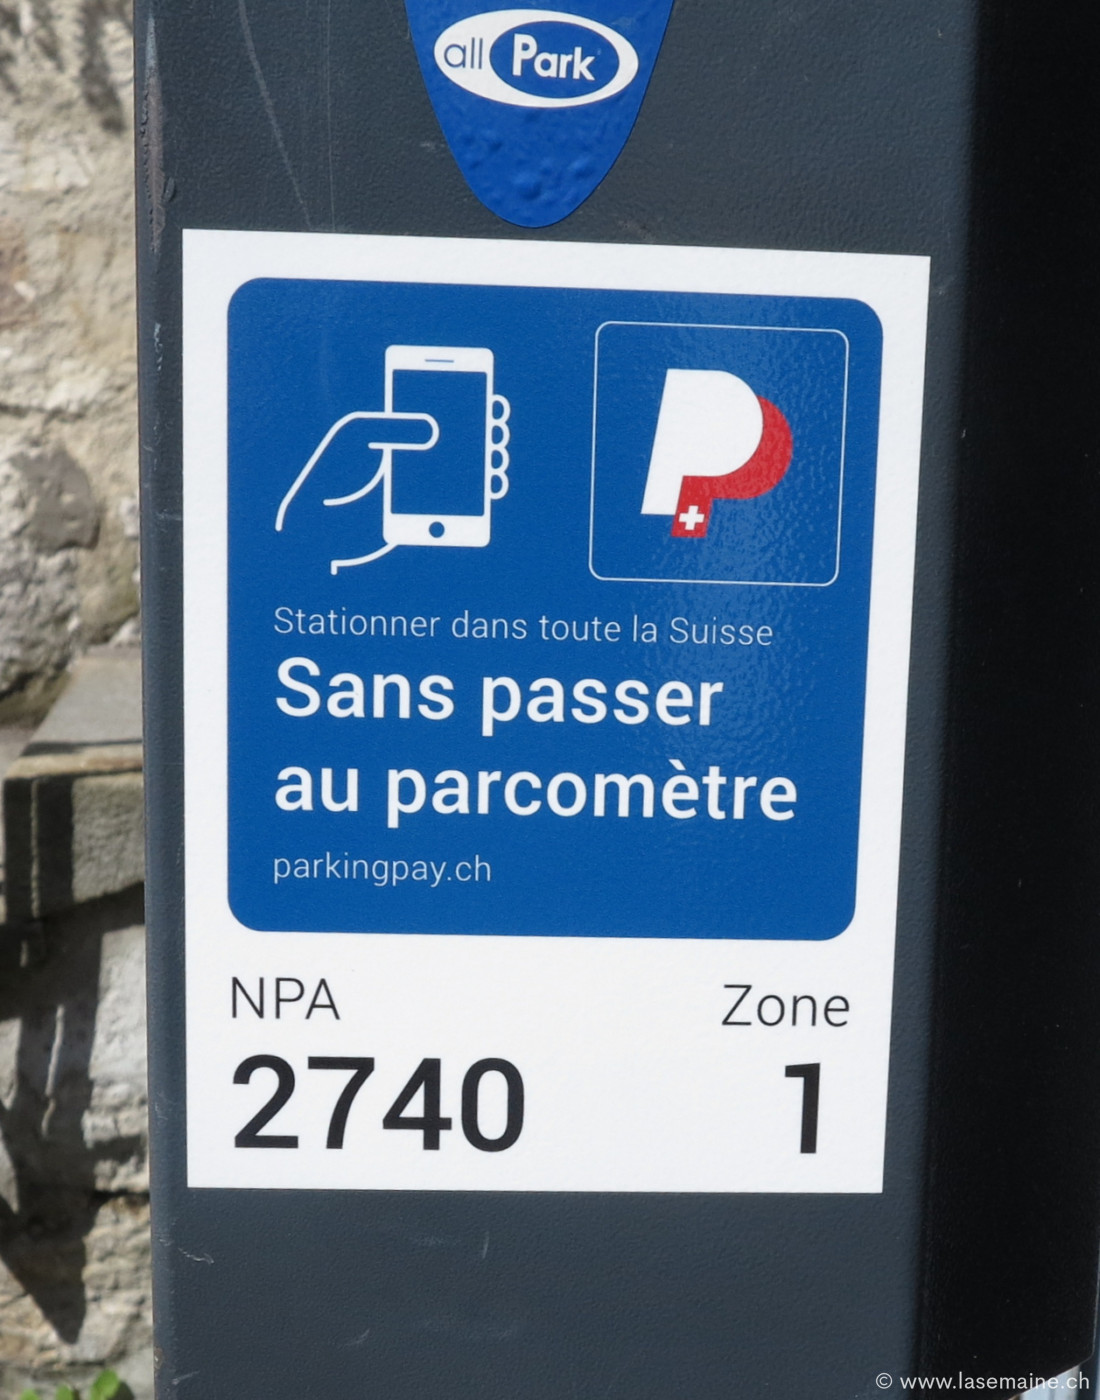 all Park
Stationner dans toute la Suisse
Sans passer
au parcomètre
parkingpay.ch
NPA Zone
2740 1
© www.lasemaine.ch